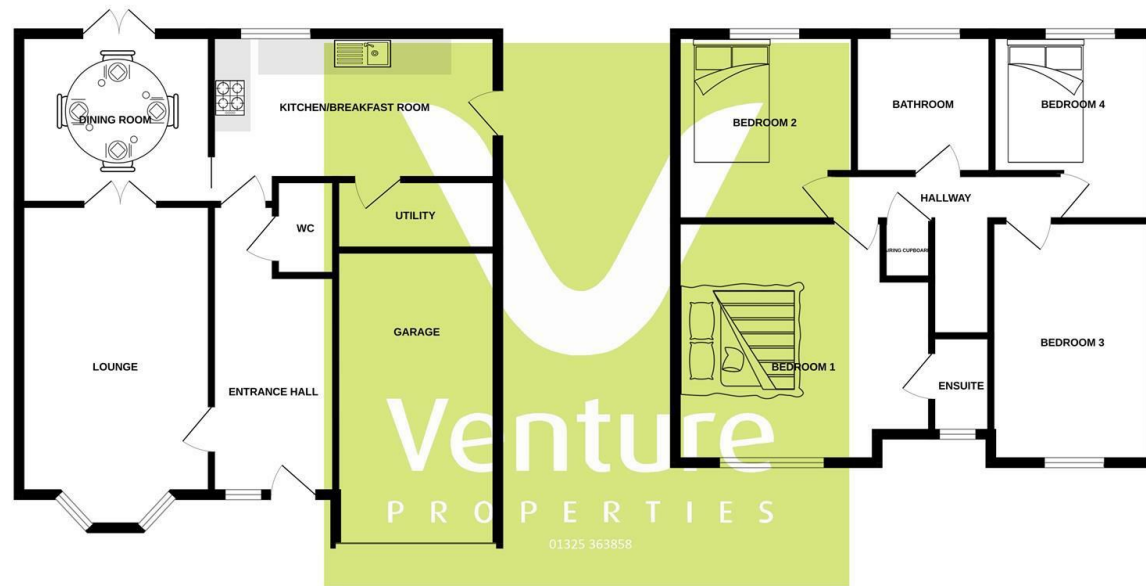 DINING ROOM
KITCHEN/BREAKFAST ROOM
WC
UTILITY
LOUNGE
ENTRANCE HALL
GARAGE
BEDROOM 2
BATHROOM
BEDROOM 4
HALLWAY
BEDROOM 1
ENSUITE
BEDROOM 3
Venture
PROPERTIES
01325 363858